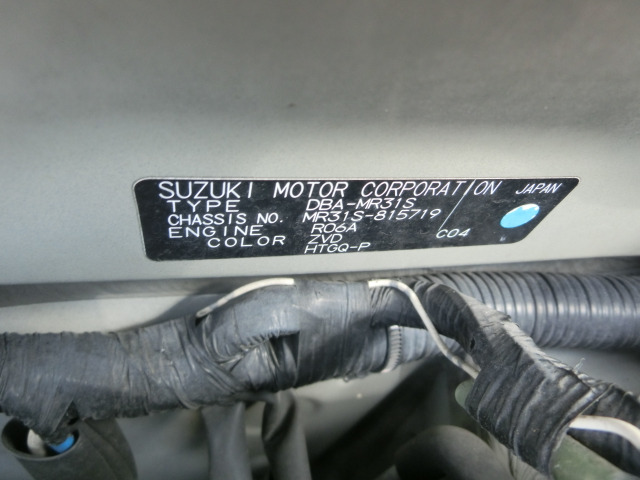 SUZUKI MOTOR CORPORATION JAPAN
TYPE DBA-MR31S
CHASSIS NO. MR31S-815719
ENGINE R06A
COLOR ZVD C04
HTGQ-P